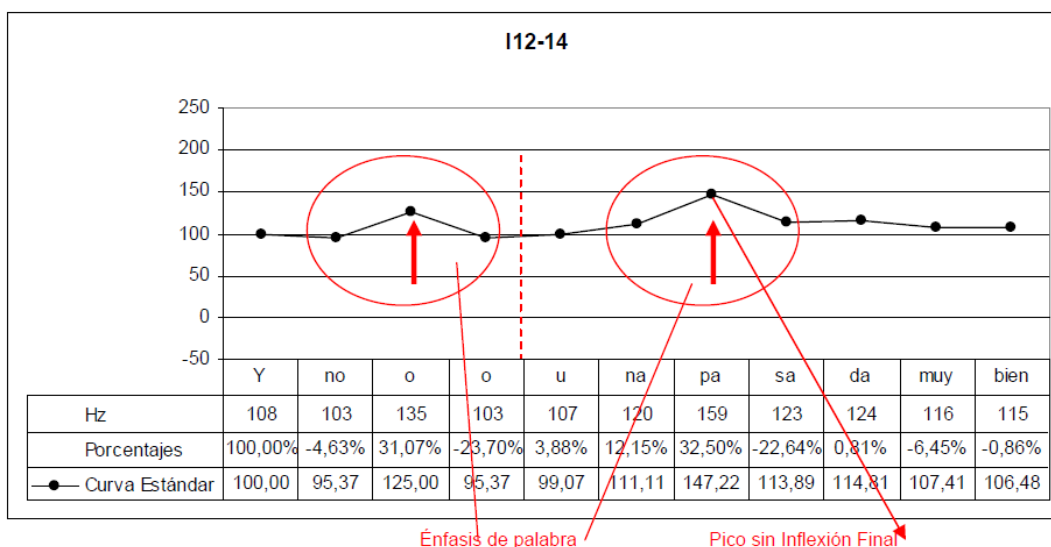 I12-14
250
200
150
100
50
0
-50
Y no o o u na pa sa da muy bien
Hz 108 103 135 103 107 120 159 123 124 116 115
Porcentajes 100,00% -4,63% 31,07% -23,70% 3,88% 12,15% 32,50% -22,64% 0,81% -6,45% -0,86%
Curva Estándar 100,00 95,37 125,00 95,37 99,07 111,11 147,22 113,89 114,81 107,41 106,48
Énfasis de palabra Pico sin Inflexión Final